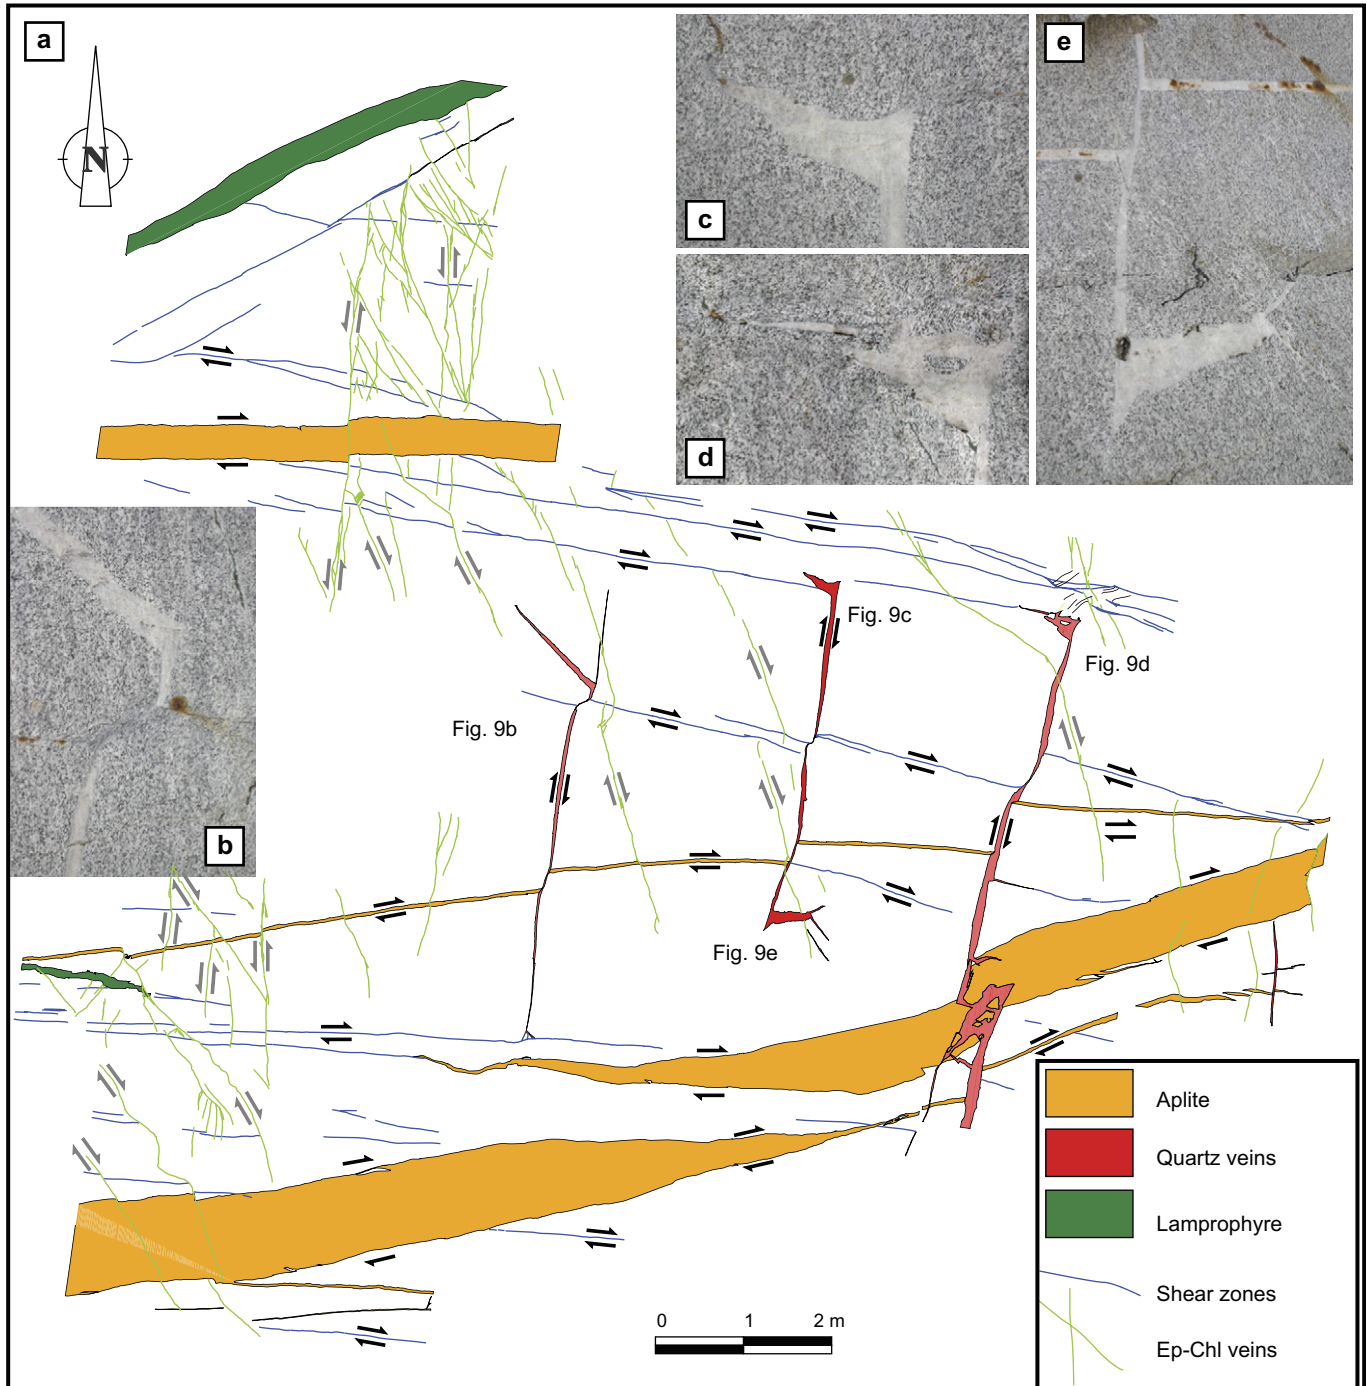 a
N
c
e
d
Fig. 9c
Fig. 9d
Fig. 9b
b
Fig. 9e
Aplite
Quartz veins
Lamprophyre
Shear zones
Ep-Chl veins
0 1 2 m